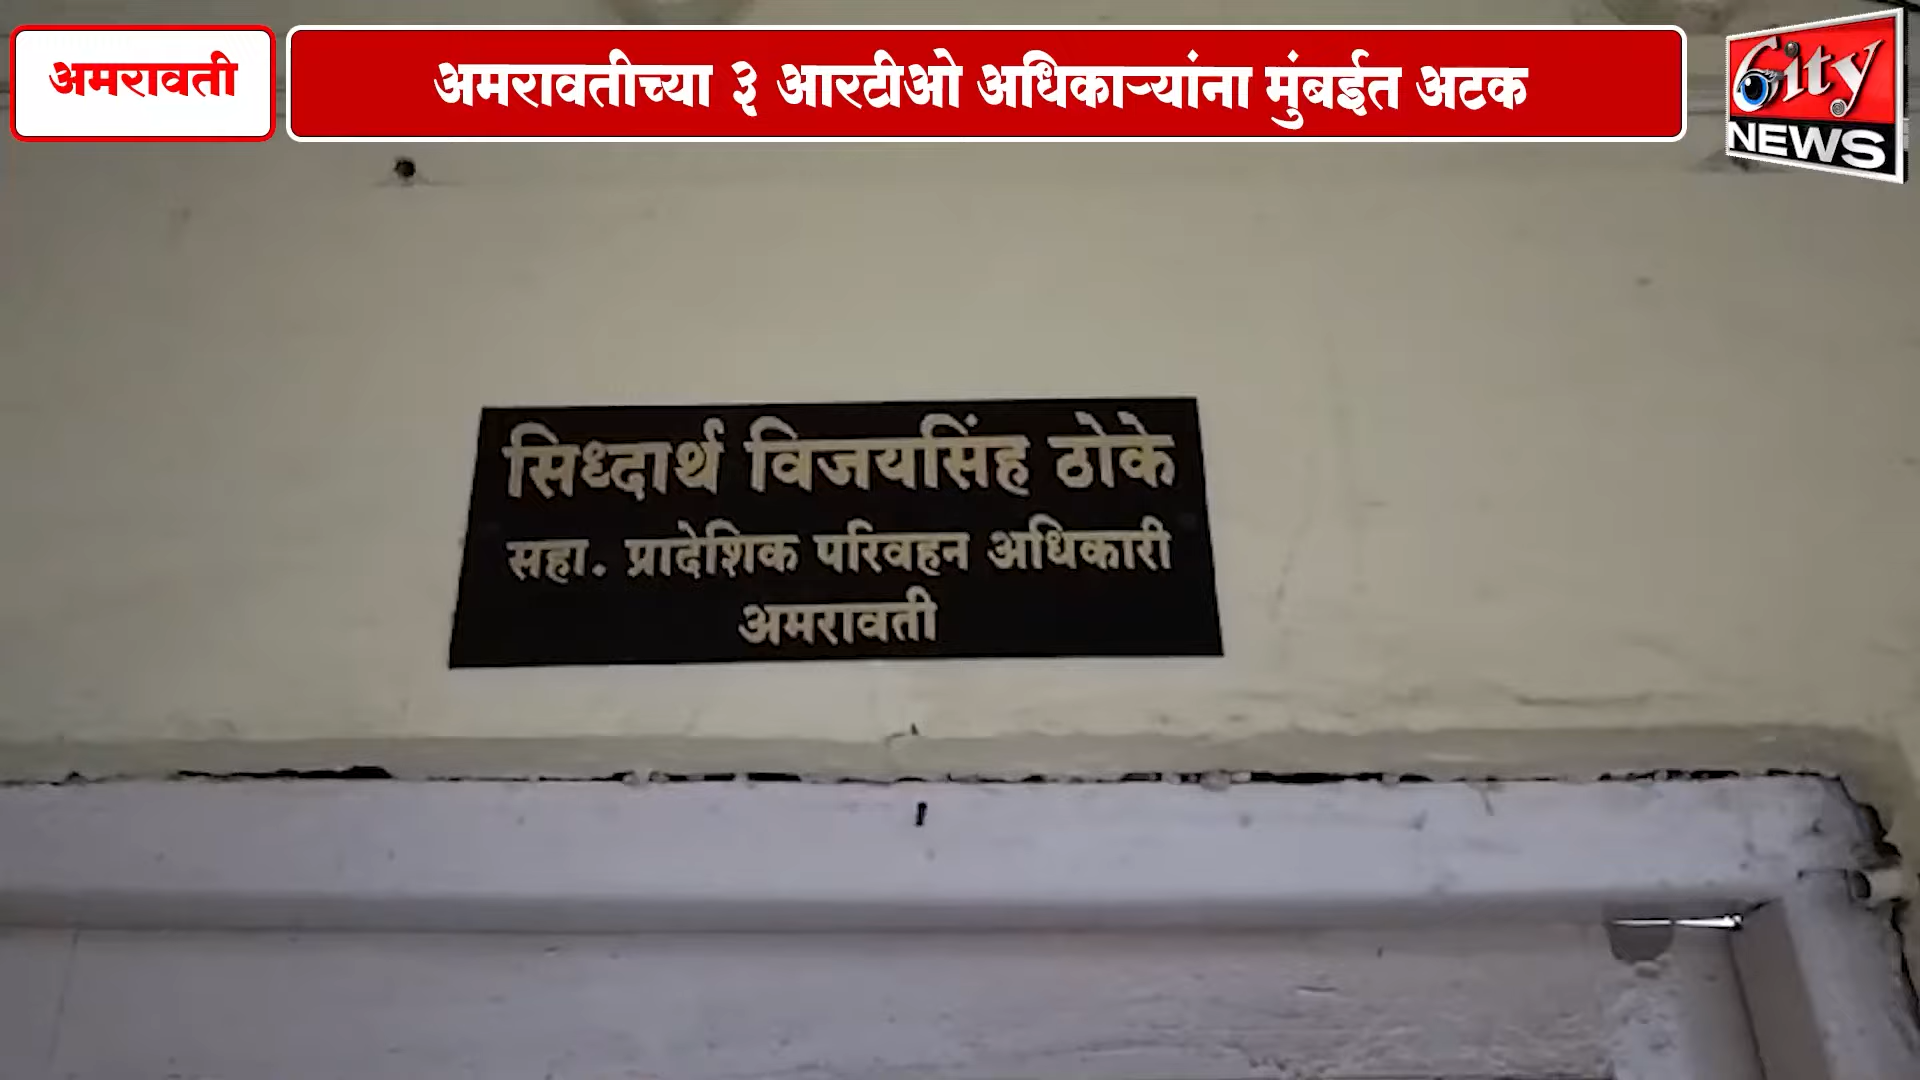 अमरावती
अमरावतीच्या ३ आरटीओ अधिकाऱ्यांना मुंबईत अटक
City
NEWS
सिध्दार्थ विजयसिंह ठोके
सहा. प्रादेशिक परिवहन अधिकारी
अमरावती